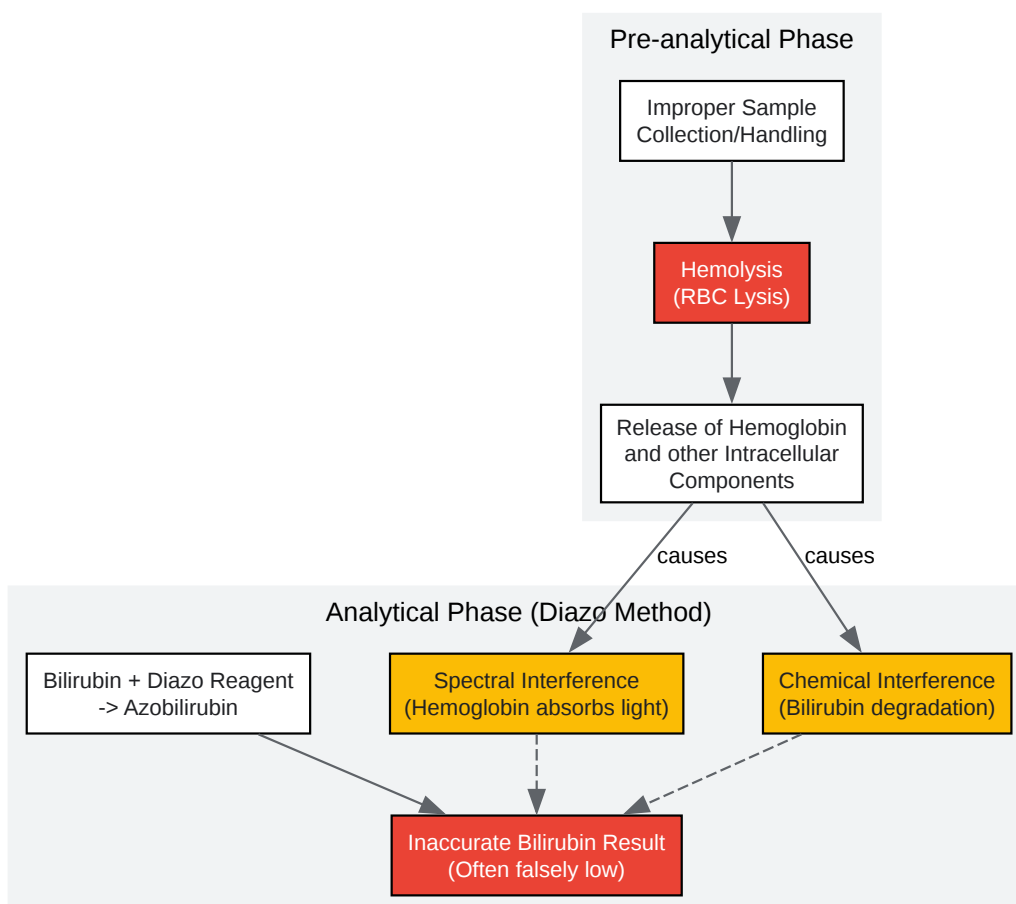 Pre-analytical Phase
Improper Sample
Collection/Handling
Hemolysis
(RBC Lysis)
Release of Hemoglobin
and other Intracellular
Components
causes
causes
Analytical Phase (Diazo Method)
Bilirubin + Diazo Reagent
-> Azobilirubin
Spectral Interference
(Hemoglobin absorbs light)
Chemical Interference
(Bilirubin degradation)
Inaccurate Bilirubin Result
(Often falsely low)